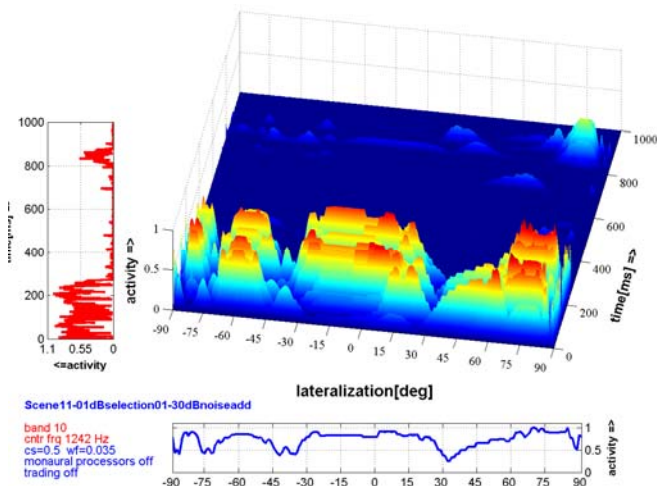 1000
800
600
400
200
0
1.1 0.55 0
<=activity
activity =>
1
0.5
0
-90
-75
-60
-45
-30
-15
0
15
30
45
60
75
90
lateralization[deg]
0
200
400
600
800
1000
time[ms] =>
Scene11-01dBselection01-30dBnoiseadd
band 10
cntr frq 1242 Hz
cs=0.5 wf=0.035
monaural processors off
trading off
1
0.5
0
activity =>
-90 -75 -60 -45 -30 -15 0 15 30 45 60 75 90